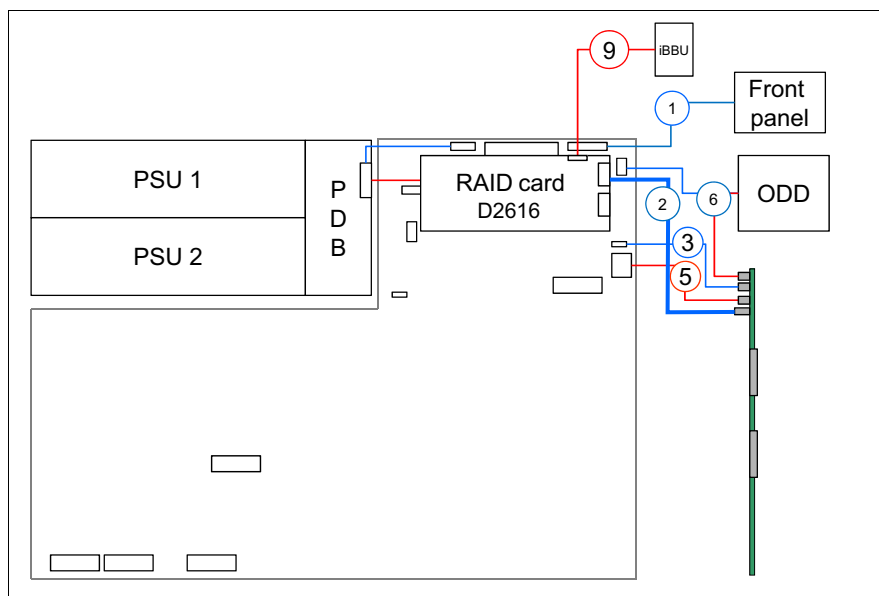 9
iBBU
1
Front
panel
PSU 1
PSU 2
P
D
B
RAID card
D2616
2
6
ODD
3
5